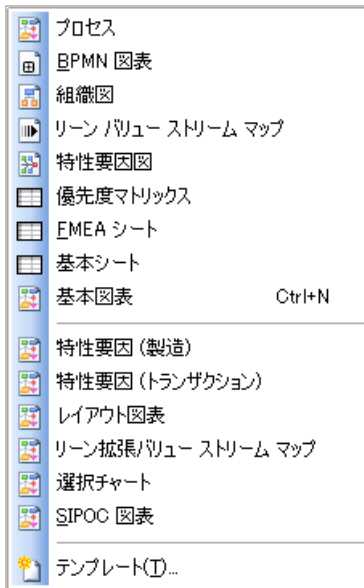 プロセス
BPMN 図表
組織図
リーン バリュー ストリーム マップ
特性要因図
優先度マトリックス
FMEA シート
基本シート
基本図表 Ctrl+N
特性要因 (製造)
特性要因 (トランザクション)
レイアウト図表
リーン拡張バリュー ストリーム マップ
選択チャート
SIPOC 図表
テンプレート(T)...